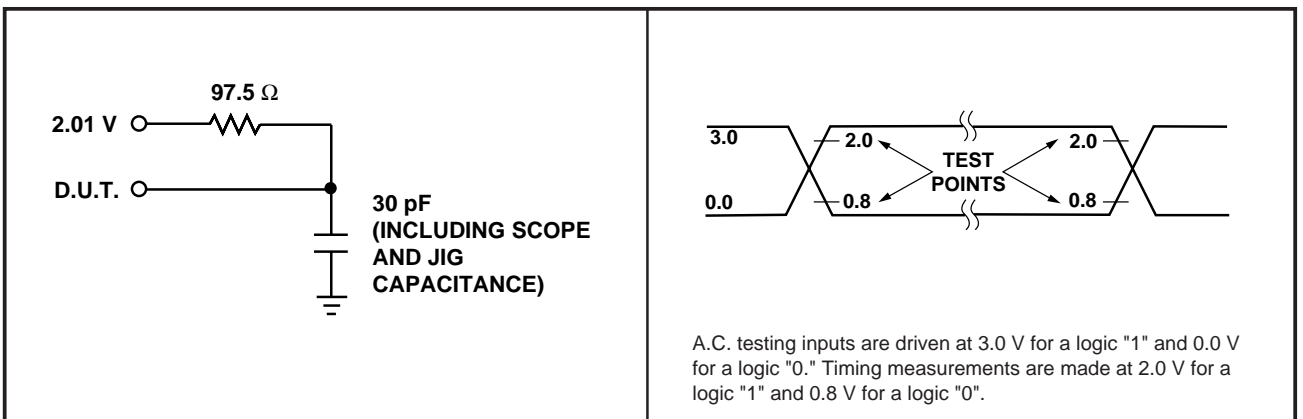 97.5 Ω
2.01 V
D.U.T.
30 pF
(INCLUDING SCOPE
AND JIG
CAPACITANCE)
3.0
2.0
TEST
POINTS
2.0
0.0
0.8
0.8
A.C. testing inputs are driven at 3.0 V for a logic "1" and 0.0 V
for a logic "0." Timing measurements are made at 2.0 V for a
logic "1" and 0.8 V for a logic "0".